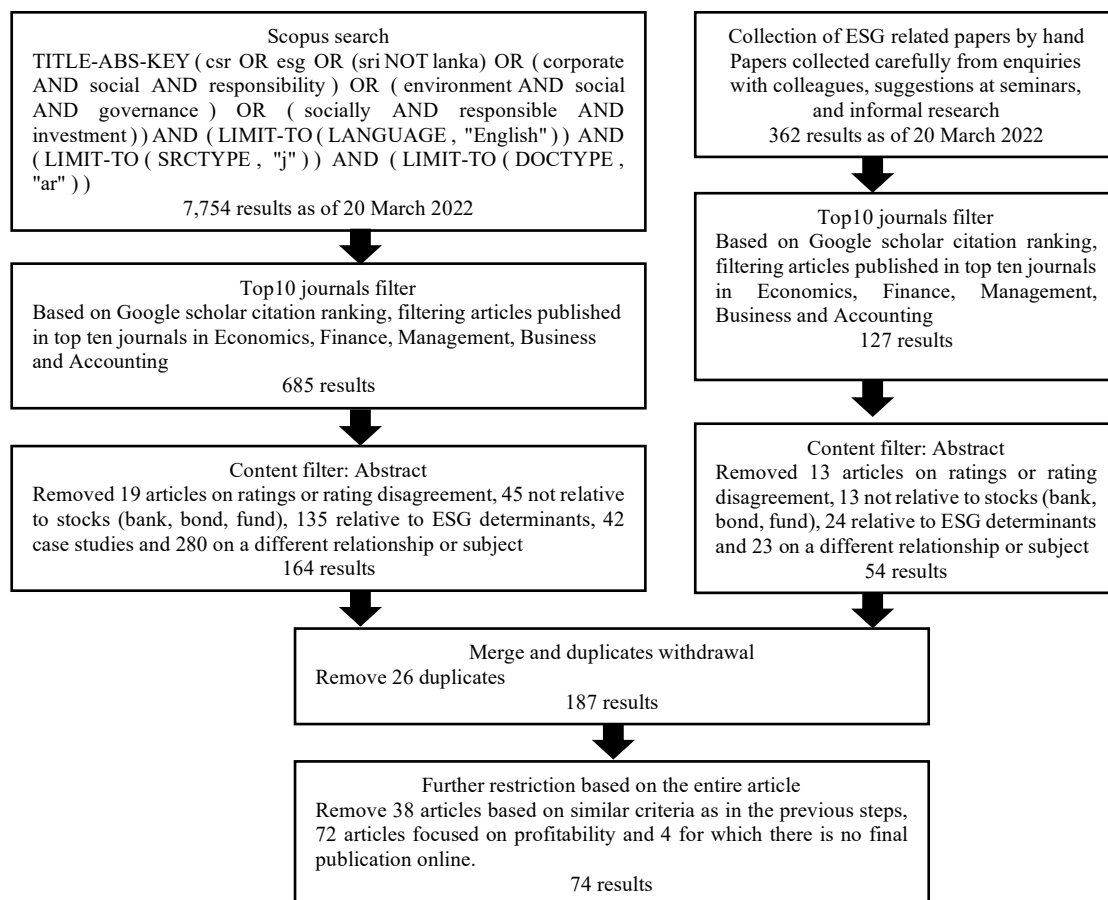 Scopus search
TITLE-ABS-KEY ( csr OR esg OR (sri NOT lanka) OR ( corporate
AND social AND responsibility ) OR ( environment AND social
AND governance ) OR ( socially AND responsible AND
investment )) AND ( LIMIT-TO ( LANGUAGE , "English" )) AND
( LIMIT-TO ( SRCTYPE , "j" )) AND ( LIMIT-TO ( DOCTYPE ,
"ar" ) )
7,754 results as of 20 March 2022
Top10 journals filter
Based on Google scholar citation ranking, filtering articles published
in top ten journals in Economics, Finance, Management, Business
and Accounting
685 results
Content filter: Abstract
Removed 19 articles on ratings or rating disagreement, 45 not relative
to stocks (bank, bond, fund), 135 relative to ESG determinants, 42
case studies and 280 on a different relationship or subject
164 results
Collection of ESG related papers by hand
Papers collected carefully from enquiries
with colleagues, suggestions at seminars,
and informal research
362 results as of 20 March 2022
Top10 journals filter
Based on Google scholar citation ranking,
filtering articles published in top ten journals
in Economics, Finance, Management,
Business and Accounting
127 results
Content filter: Abstract
Removed 13 articles on ratings or rating
disagreement, 13 not relative to stocks (bank,
bond, fund), 24 relative to ESG determinants
and 23 on a different relationship or subject
54 results
Merge and duplicates withdrawal
Remove 26 duplicates
187 results
Further restriction based on the entire article
Remove 38 articles based on similar criteria as in the previous steps,
72 articles focused on profitability and 4 for which there is no final
publication online.
74 results